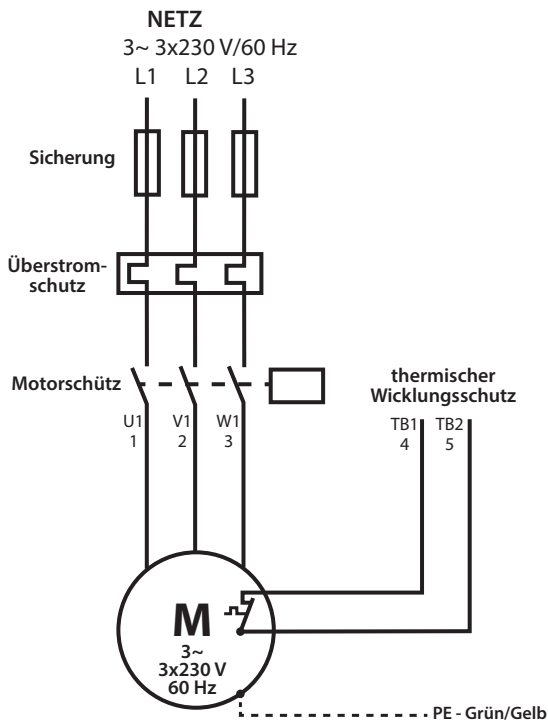 NETZ
3~ 3x230 V/60 Hz
L1 L2 L3
Sicherung
Überstrom-
schutz
Motorschütz
thermischer
Wicklungsschutz
U1 V1 W1
1 2 3
TB1 TB2
4 5
M
3~
3x230 V
60 Hz
PE - Grün/Gelb